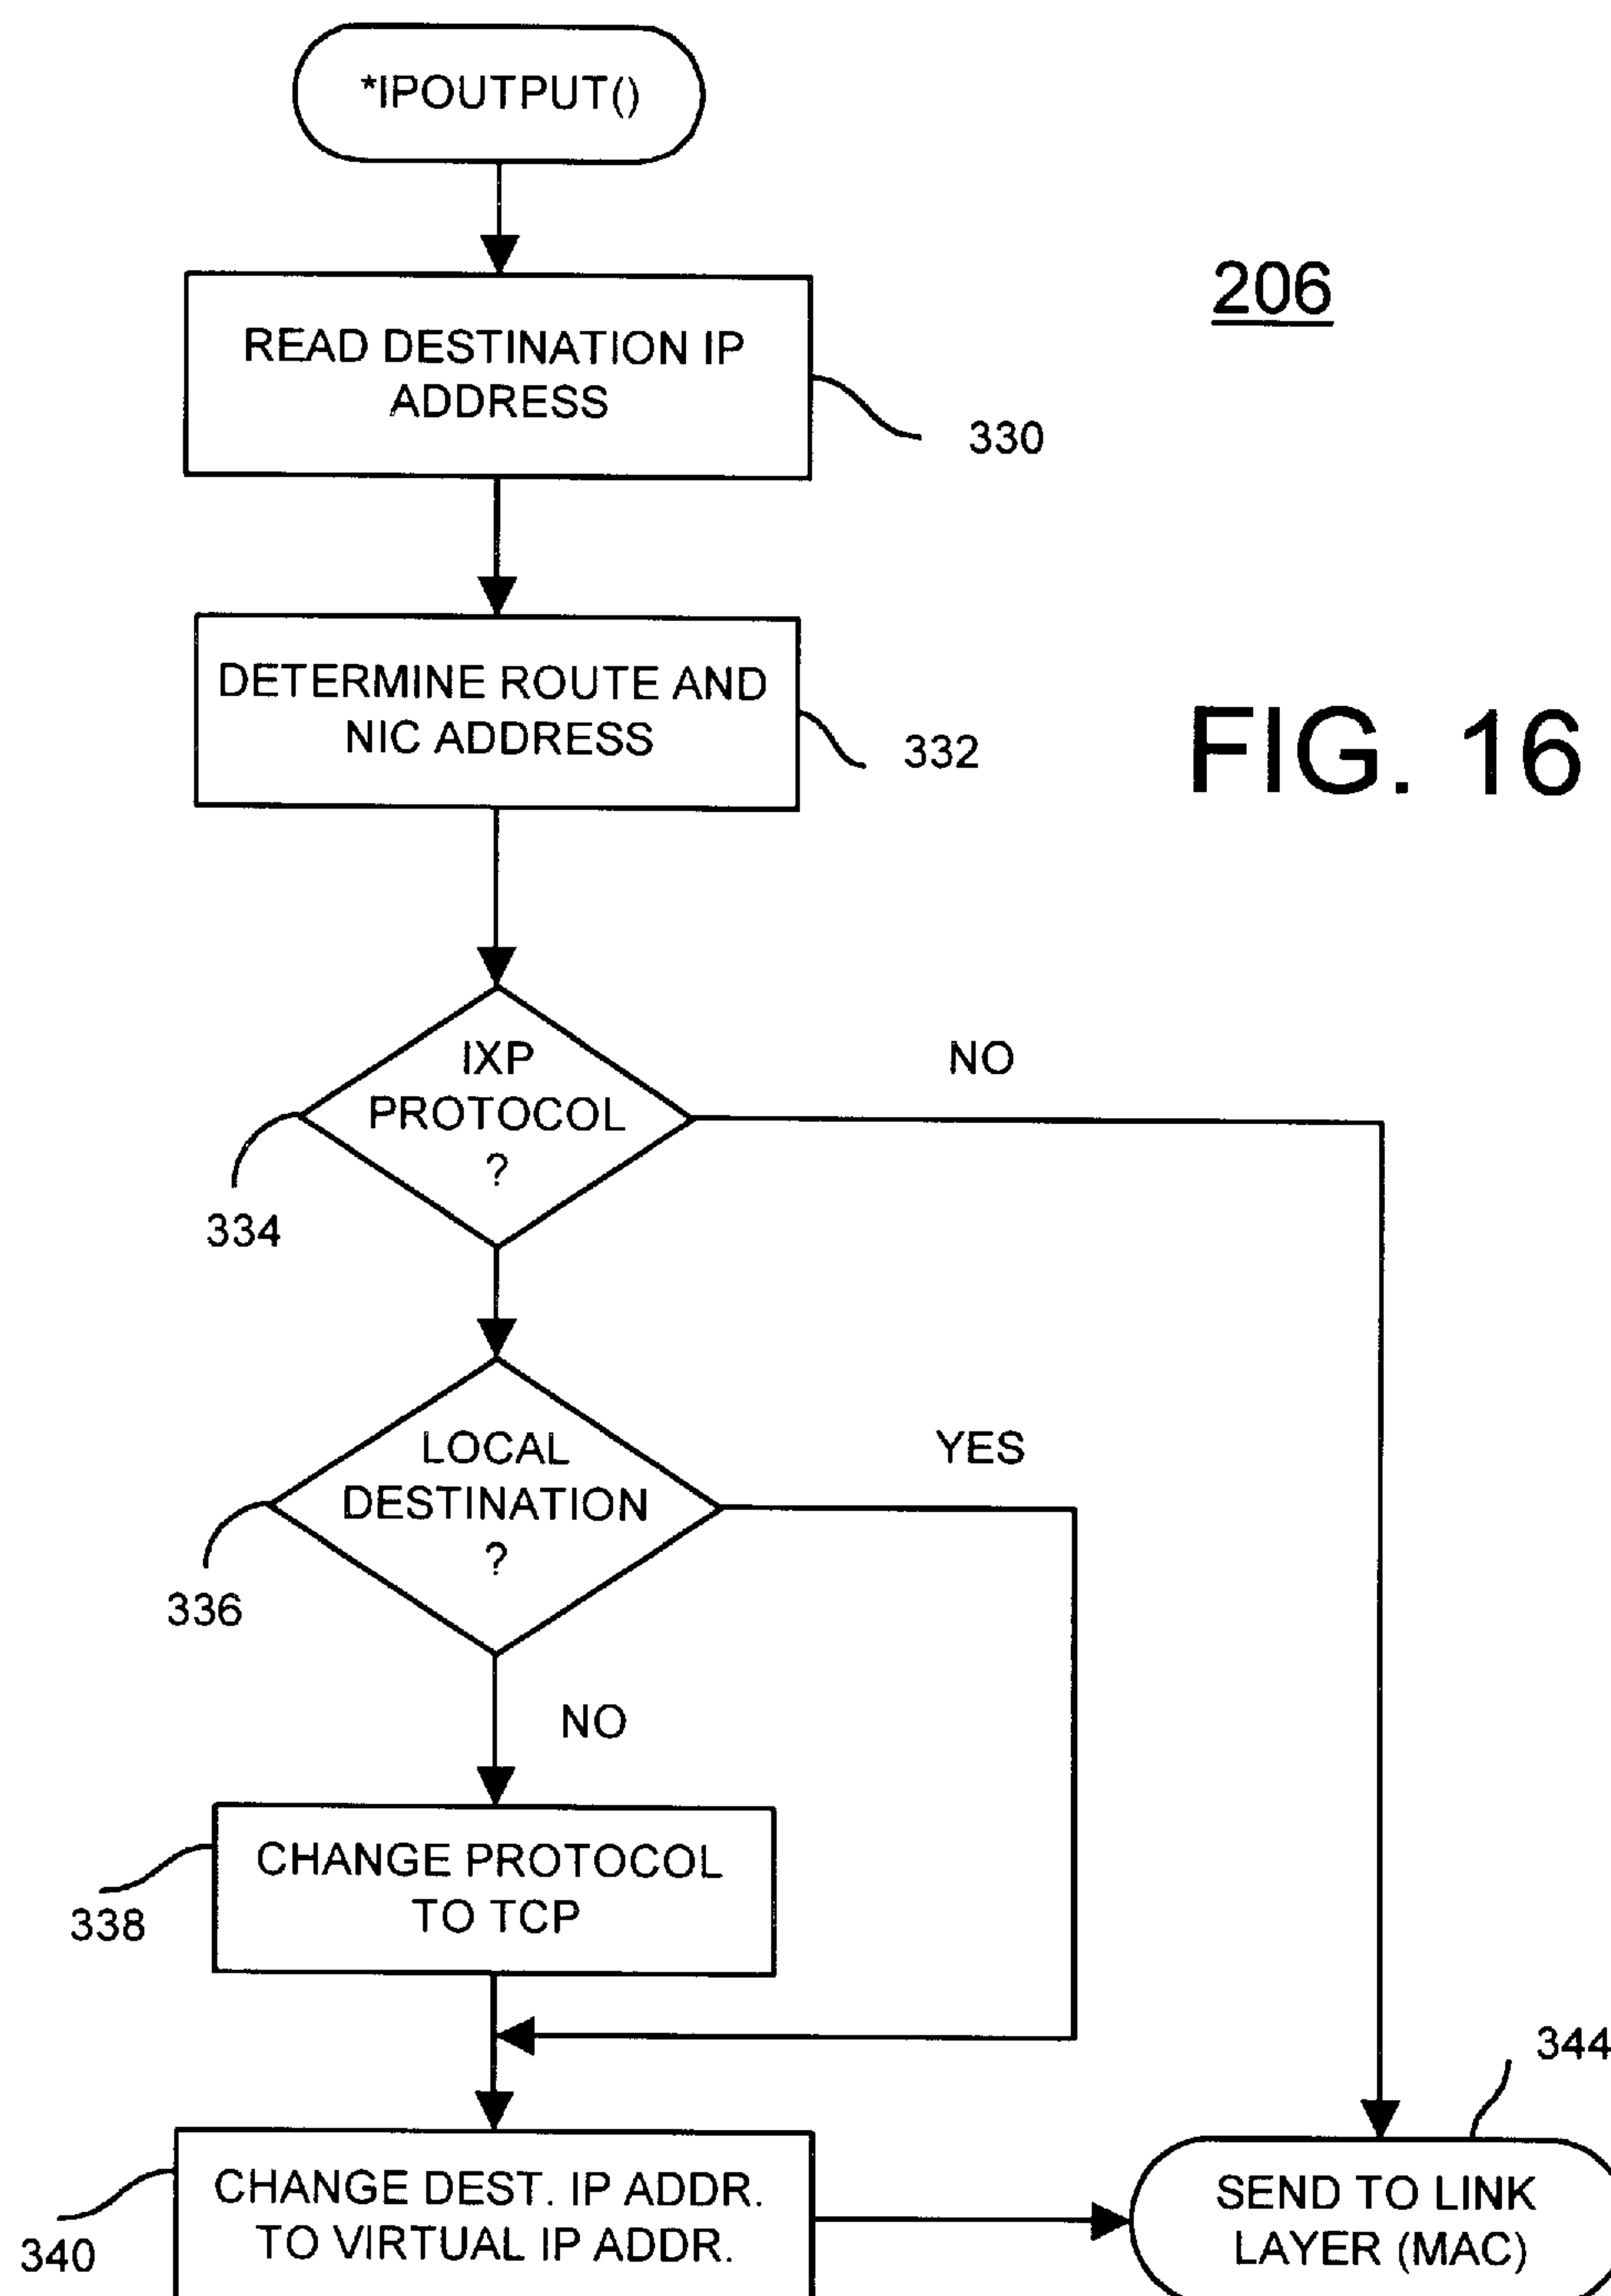 *IPOUTPUT()
206
READ DESTINATION IP
ADDRESS
330
DETERMINE ROUTE AND
NIC ADDRESS
332
FIG. 16
IXP
PROTOCOL
?
NO
334
LOCAL
DESTINATION
?
YES
336
NO
CHANGE PROTOCOL
TO TCP
338
344
CHANGE DEST. IP ADDR.
TO VIRTUAL IP ADDR.
340
SEND TO LINK
LAYER (MAC)